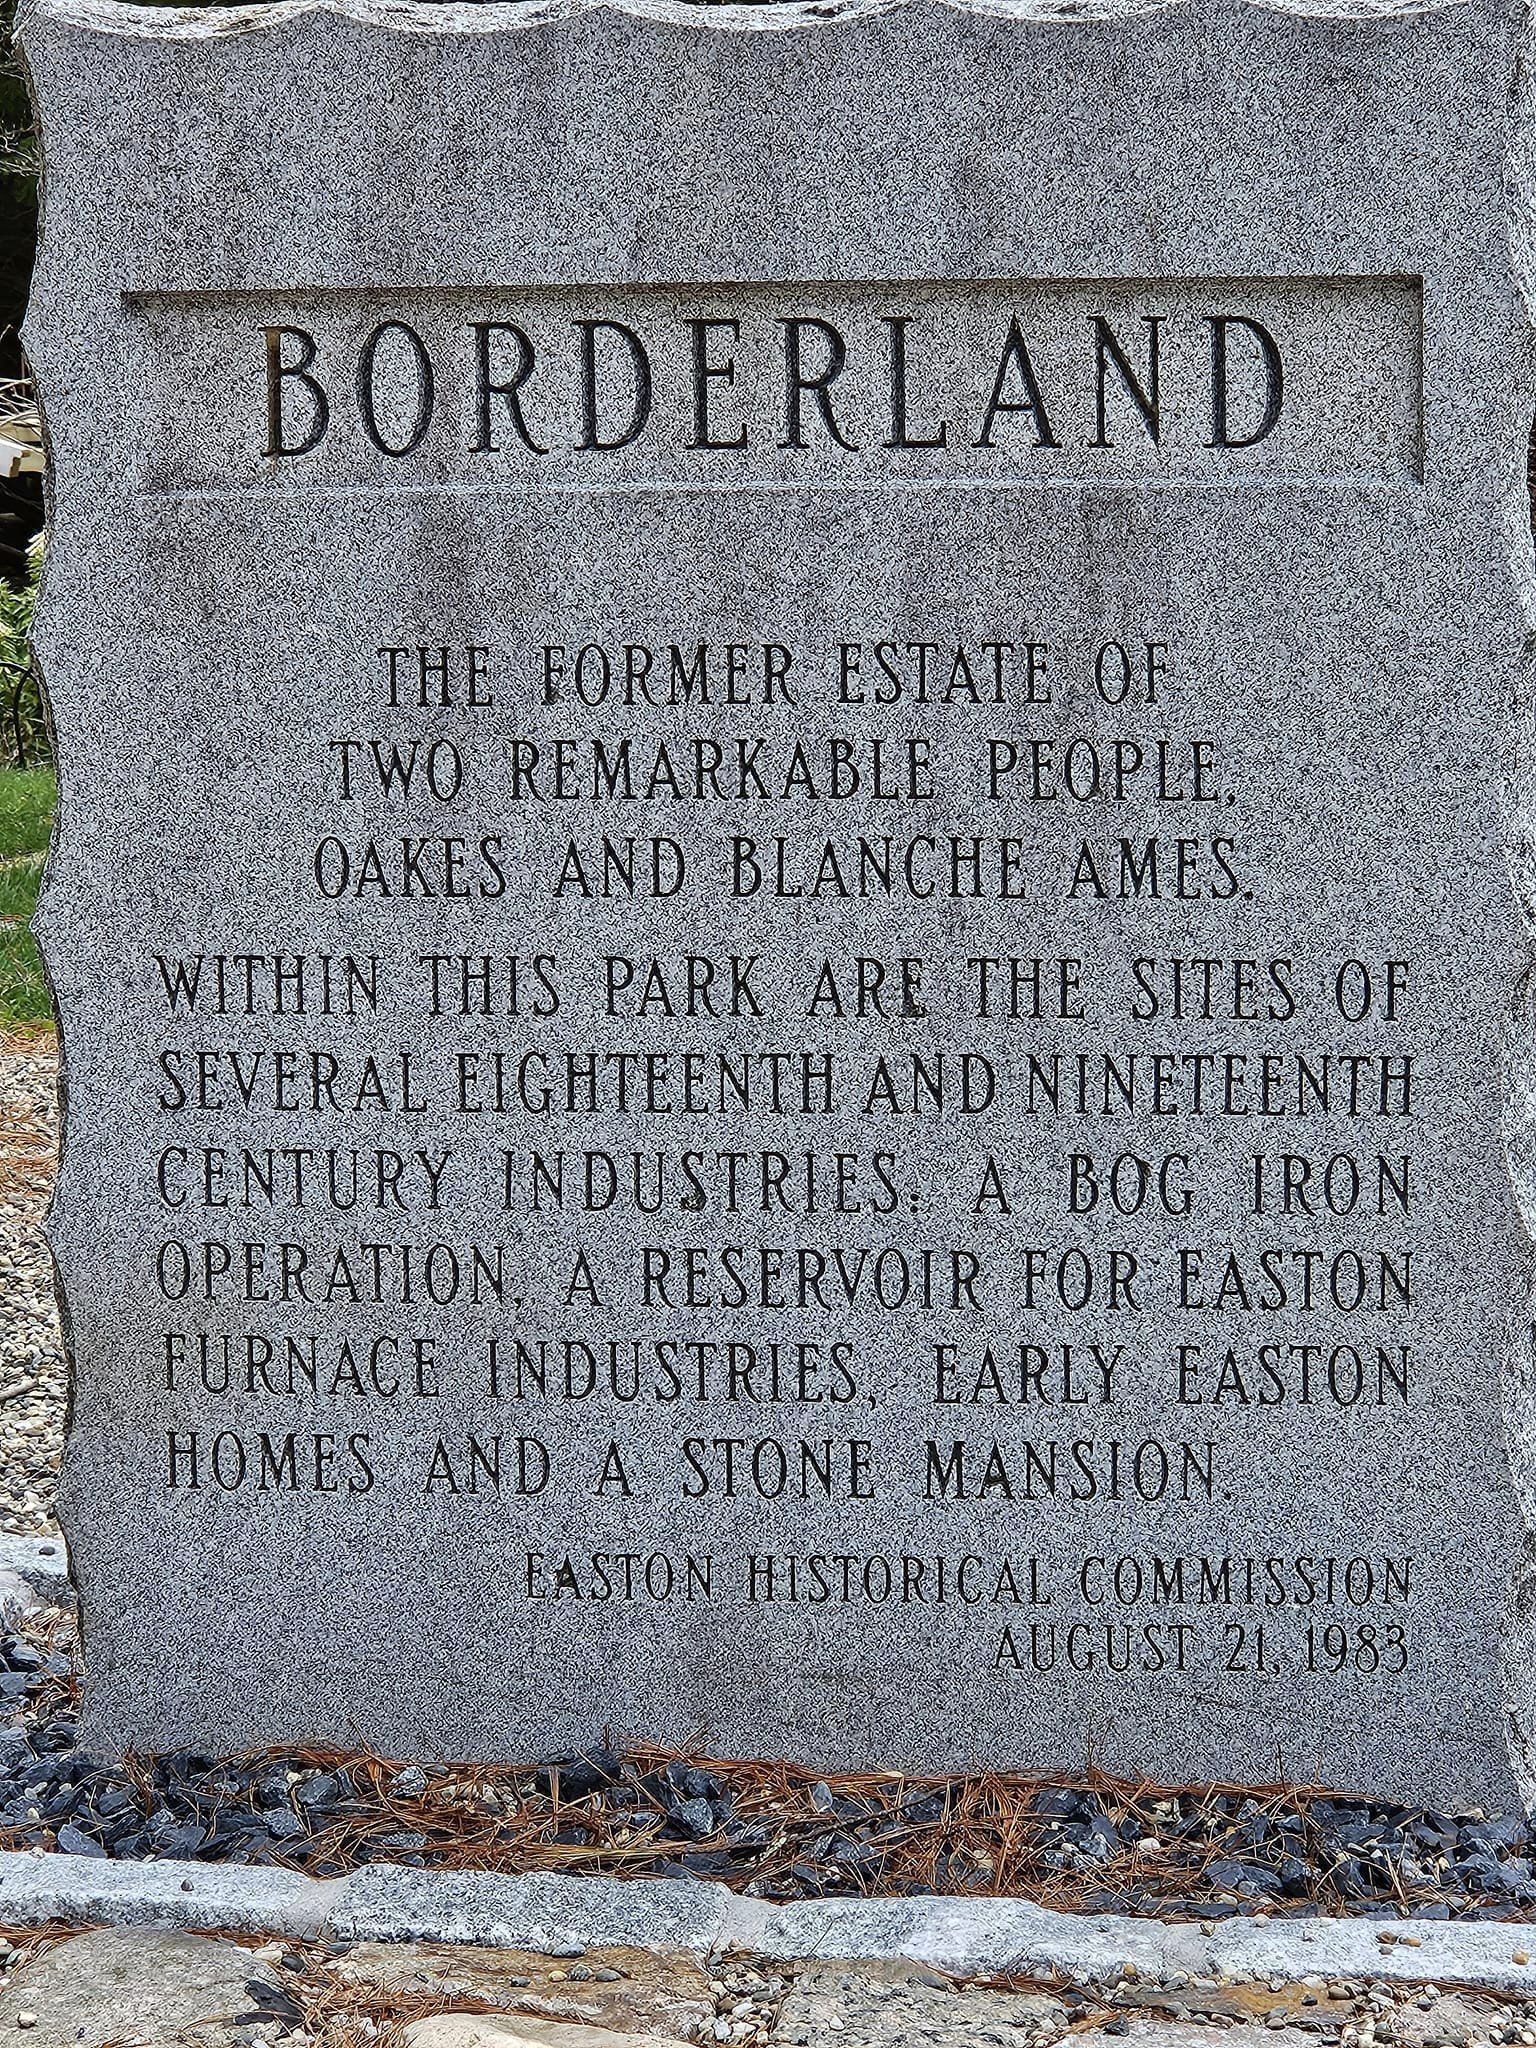 BORDERLAND
THE FORMER ESTATE OF
TWO REMARKABLE PEOPLE,
OAKES AND BLANCHE AMES.
WITHIN THIS PARK ARE THE SITES OF
SEVERAL EIGHTEENTH AND NINETEENTH
CENTURY INDUSTRIES: A BOG IRON
OPERATION, A RESERVOIR FOR EASTON
FURNACE INDUSTRIES, EARLY EASTON
HOMES AND A STONE MANSION.
EASTON HISTORICAL COMMISSION
AUGUST 21, 1983